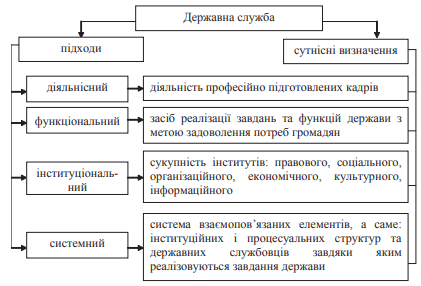 Державна служба
підходи
сутнісні визначення
діяльнісний
діяльність професійно підготовлених кадрів
функціональний
засіб реалізації завдань та функцій держави з
метою задоволення потреб громадян
інституціональ-
ний
сукупність інститутів: правового, соціального,
організаційного, економічного, культурного,
інформаційного
системний
система взаємопов’язаних елементів, а саме:
інституційних і процесуальних структур та
державних службовців завдяки яким
реалізовуються завдання держави